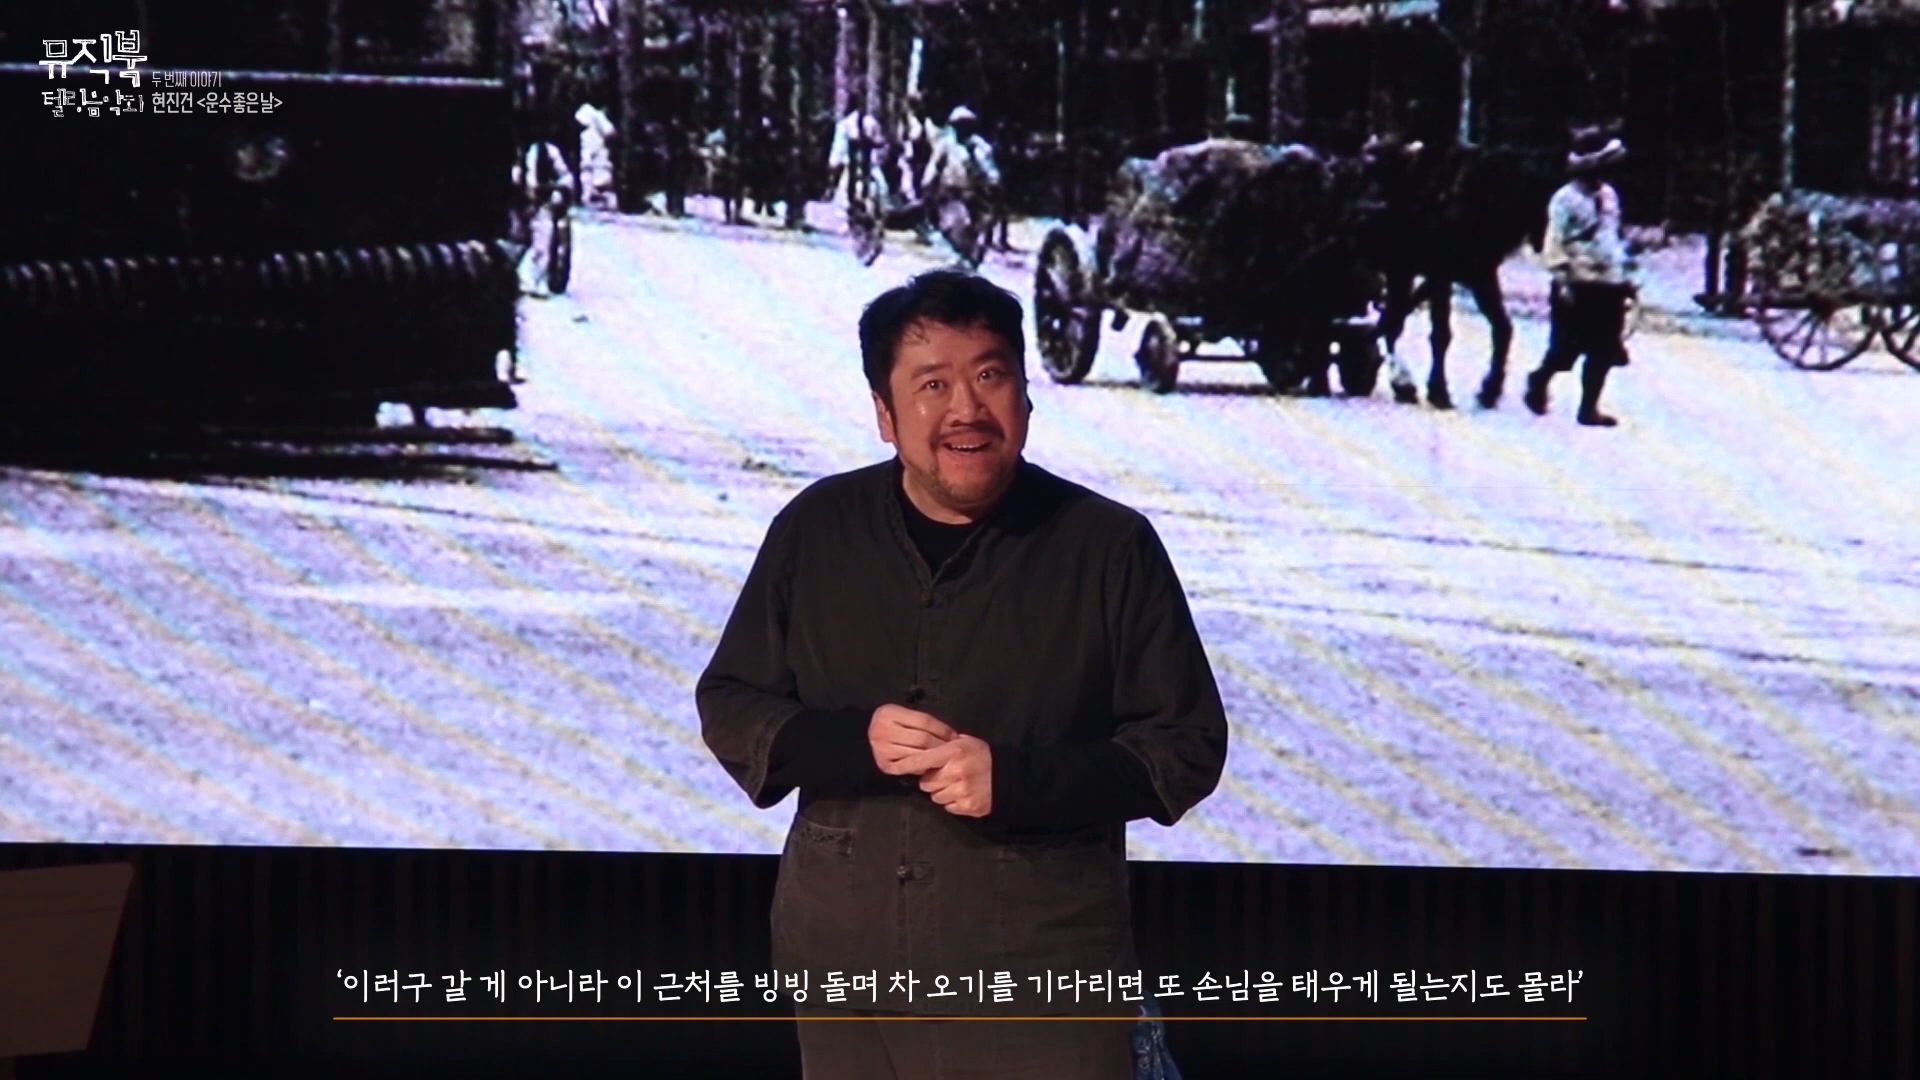 뮤직북
텔링음악회
두 번째 이야기
현진건 <운수좋은날>
‘이러구 갈 게 아니라 이 근처를 빙빙 돌며 차 오기를 기다리면 또 손님을 태우게 될는지도 몰라’